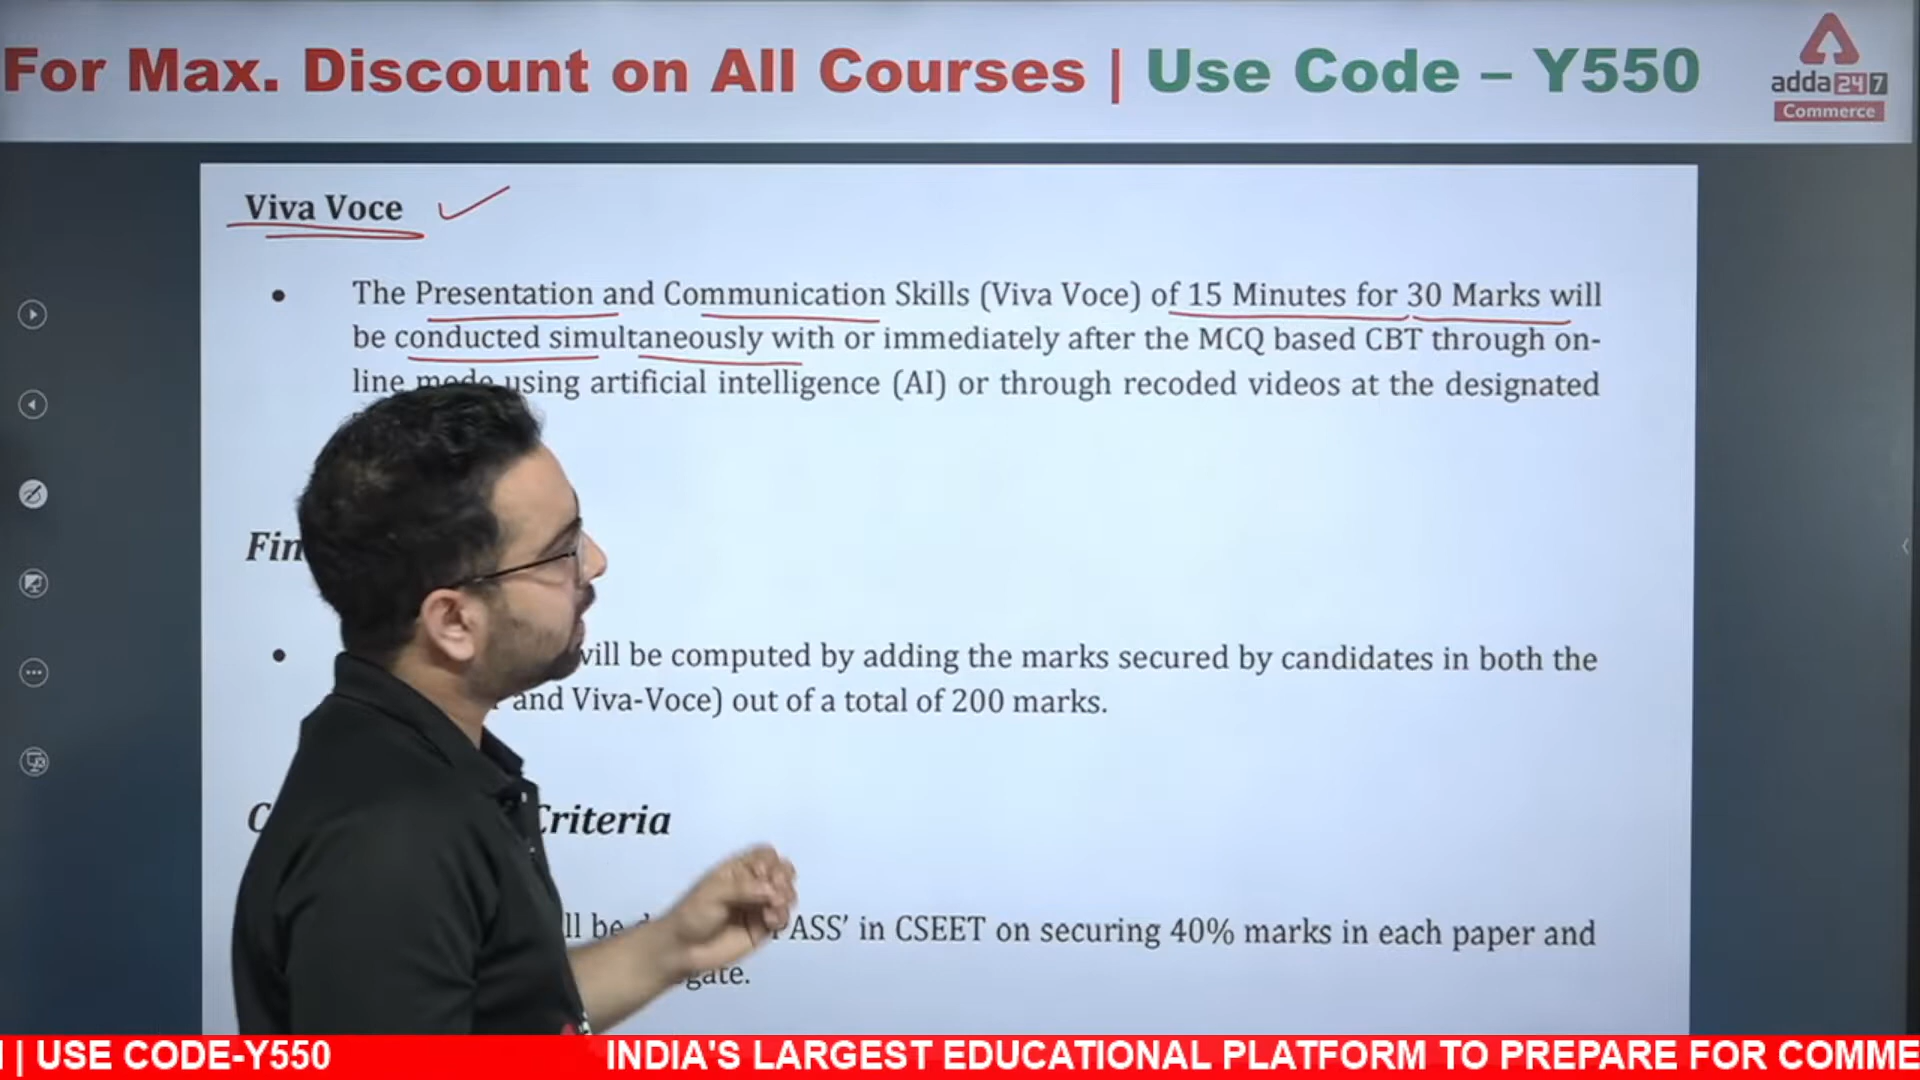 For Max. Discount on All Courses | Use Code – Y550
adda247
Commerce
Viva Voce
• The Presentation and Communication Skills (Viva Voce) of 15 Minutes for 30 Marks will
be conducted simultaneously with or immediately after the MCQ based CBT through on-
line mode using artificial intelligence (AI) or through recoded videos at the designated
Fin
• will be computed by adding the marks secured by candidates in both the
and Viva-Voce) out of a total of 200 marks.
Criteria
ll be PASS’ in CSEET on securing 40% marks in each paper and
gate.
| USE CODE-Y550 INDIA'S LARGEST EDUCATIONAL PLATFORM TO PREPARE FOR COMME